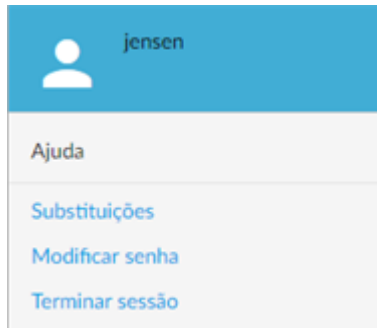 jensen
Ajuda
Substituições
Modificar senha
Terminar sessão